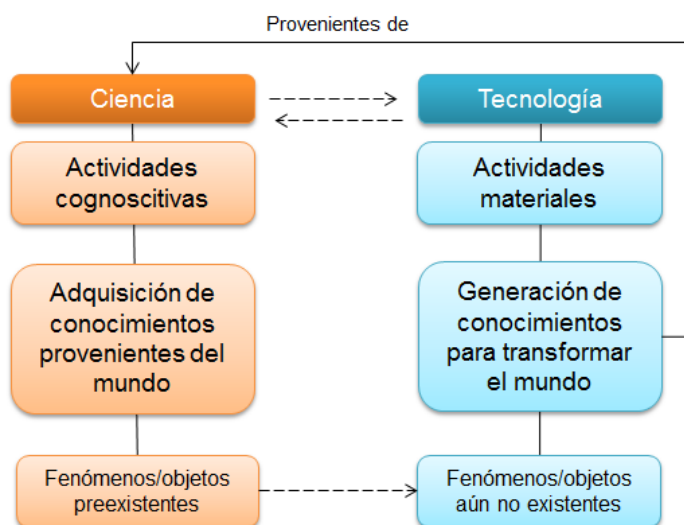 Provenientes de
Ciencia
Tecnología
Actividades
cognoscitivas
Actividades
materiales
Adquisición de
conocimientos
provenientes del
mundo
Generación de
conocimientos
para transformar
el mundo
Fenómenos/objetos
preexistentes
Fenómenos/objetos
aún no existentes